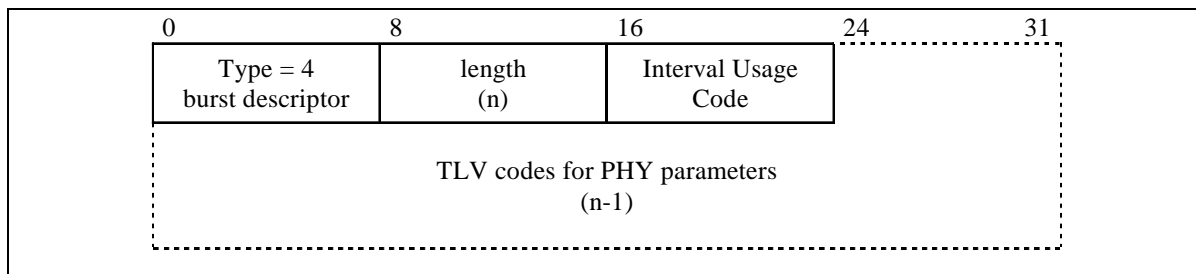 0 8 16 24 31
Type = 4 length Interval Usage
burst descriptor (n) Code
TLV codes for PHY parameters
(n-1)